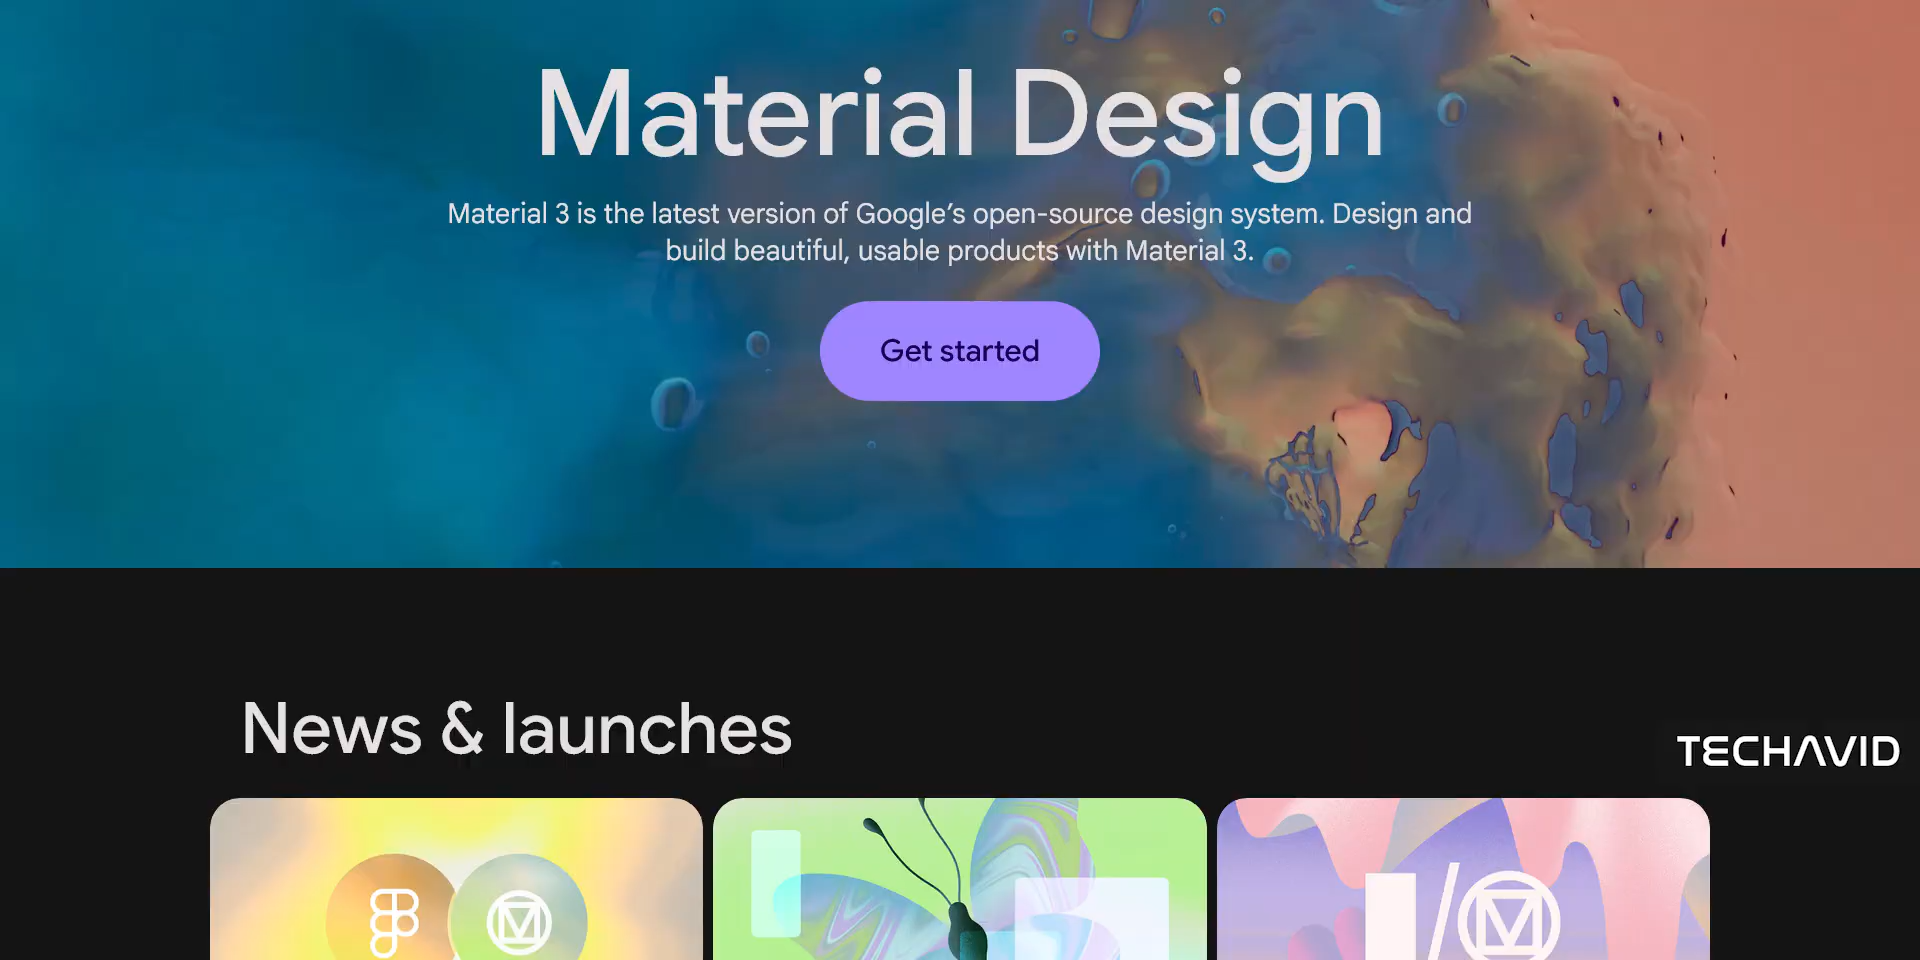 Material Design
Material 3 is the latest version of Google’s open-source design system. Design and
build beautiful, usable products with Material 3.
Get started
News & launches
TECHAVID
I/O